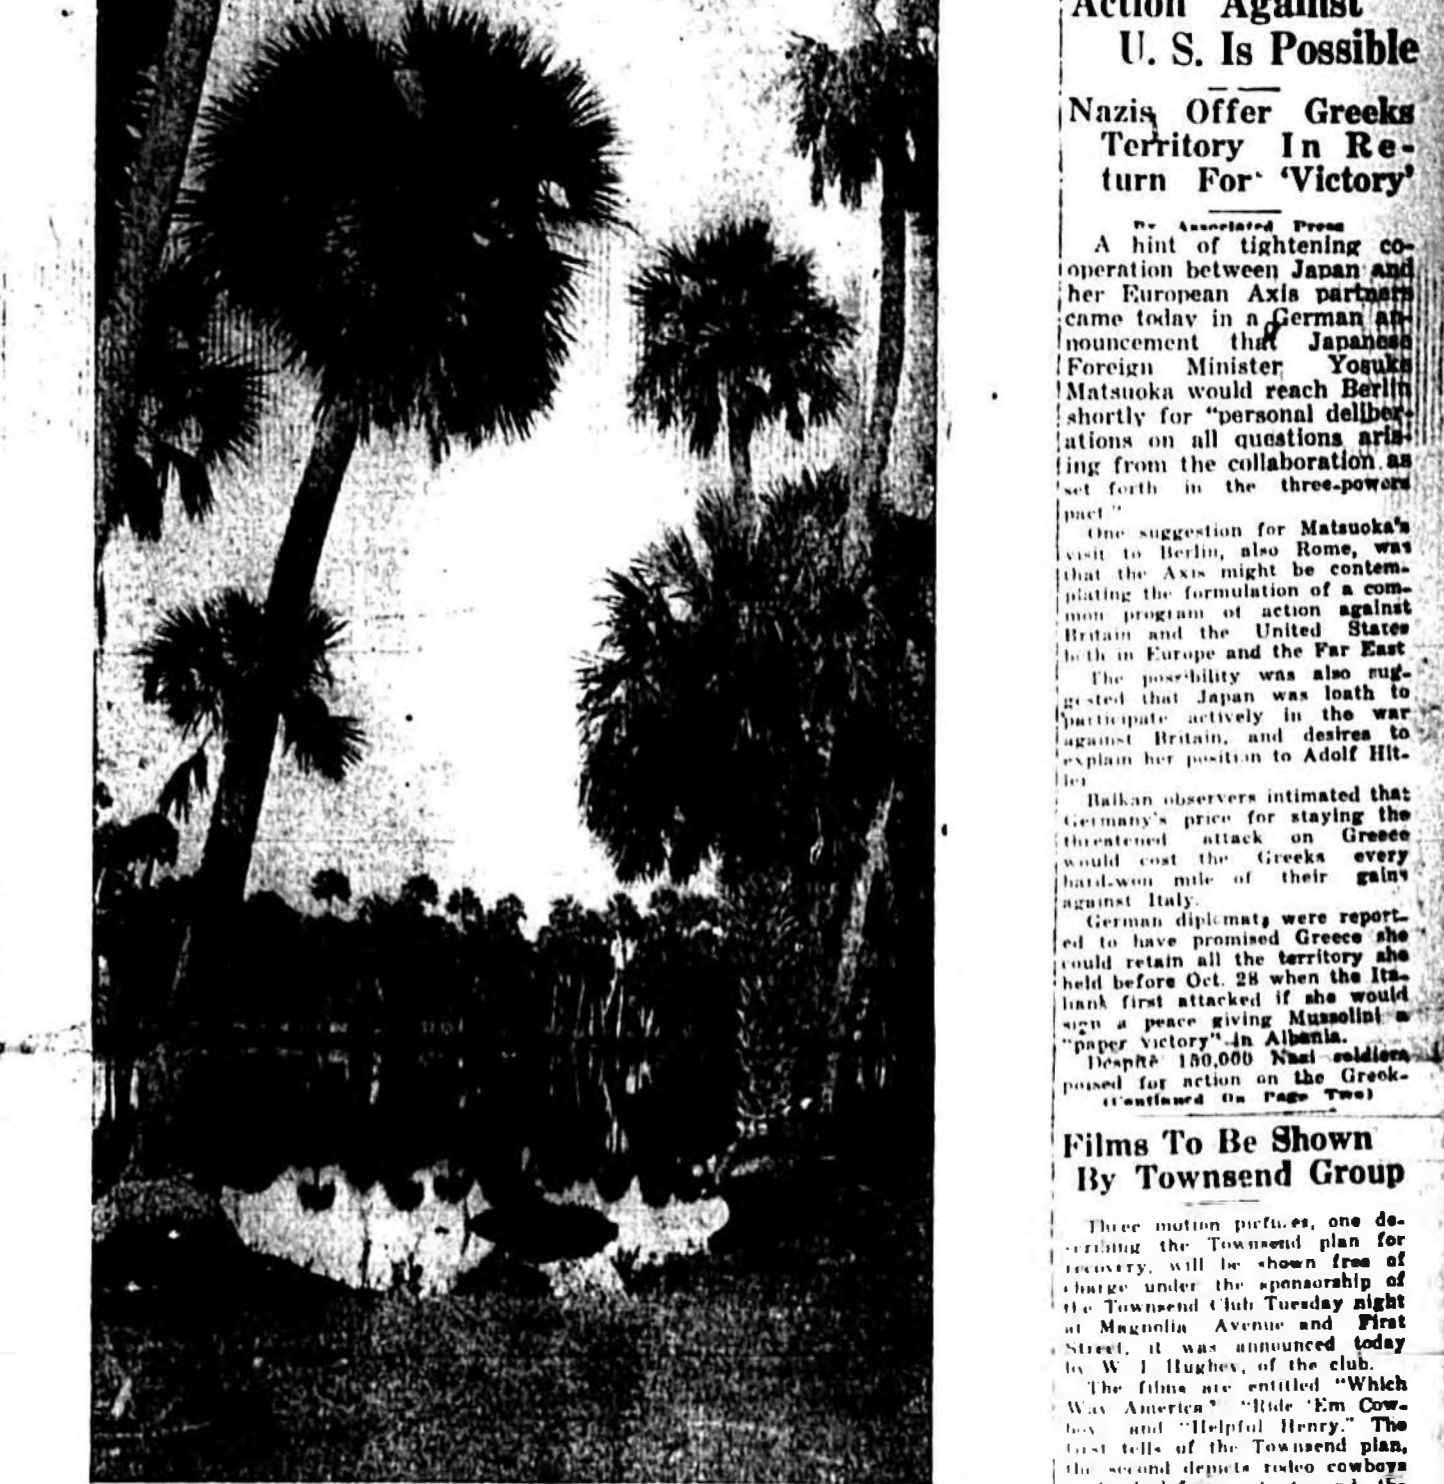 Action Against
U. S. Is Possible
Nazis Offer Greeks
Territory In Re-
turn For 'Victory'
By Associated Press
A hint of tightening co-
operation between Japan and
her European Axis partners
came today in a German an-
nouncement that Japanese
Foreign Minister Yosuke
Matsuoka would reach Berlin
shortly for "personal deliber-
ations on all questions aris-
ing from the collaboration as
set forth in the three-powers
pact."
One suggestion for Matsuoka's
visit to Berlin, also Rome, was
that the Axis might be contem-
plating the formulation of a com-
mon program of action against
Britain and the United States
both in Europe and the Far East
The possibility was also sug-
gested that Japan was loath to
participate actively in the war
against Britain, and desires to
explain her position to Adolf Hit-
ler
Balkan observers intimated that
Germany's price for staying the
threatened attack on Greece
would cost the Greeks every
hard-won mile of their gains
against Italy.
German diplomats were report-
ed to have promised Greece she
could retain all the territory she
held before Oct. 28 when the Ita-
lians first attacked if she would
sign a peace giving Mussolini a
"paper victory" in Albania.
Despite 150,000 Nazi soldiers
poised for action on the Greek-
(Continued On Page Two)
Films To Be Shown
By Townsend Group
Three motion pictures, one de-
scribing the Townsend plan for
recovery, will be shown free of
charge under the sponsorship of
the Townsend Club Tuesday night
at Magnolia Avenue and First
Street, it was announced today
by W I Hughey, of the club.
The films are entitled "Which
Way America?" "Ride 'Em Cow-
boy" and "Helpful Henry." The
first tells of the Townsend plan,
the second depicts rodeo cowboys